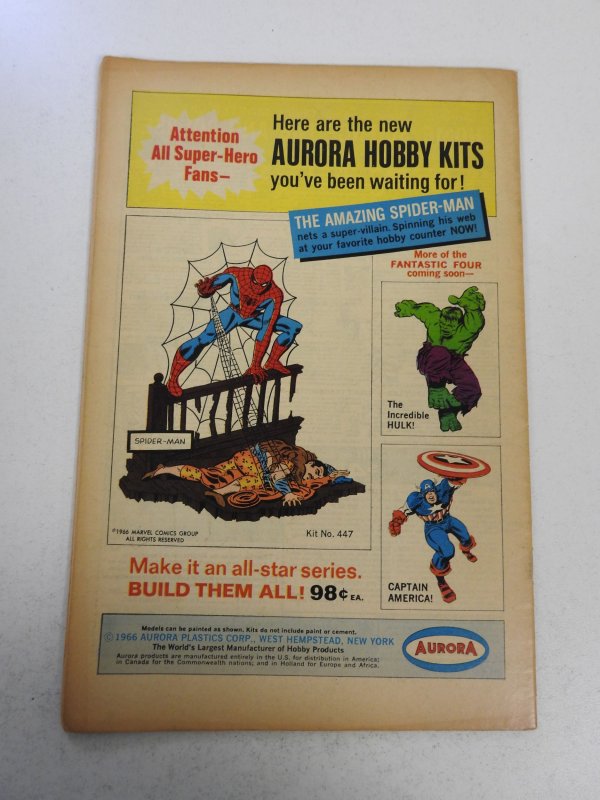 Attention
All Super-Hero
Fans—
Here are the new
AURORA HOBBY KITS
you've been waiting for!
THE AMAZING SPIDER-MAN
nets a super-villain. Spinning his web
at your favorite hobby counter NOW!
More of the
FANTASTIC FOUR
coming soon—
SPIDER-MAN
©1966 MARVEL COMICS GROUP
ALL RIGHTS RESERVED
Kit No. 447
The
Incredible
HULK!
CAPTAIN
AMERICA!
Make it an all-star series.
BUILD THEM ALL! 98¢ EA.
Models can be painted as shown. Kits do not include paint or cement.
© 1966 AURORA PLASTICS CORP., WEST HEMPSTEAD, NEW YORK
The World's Largest Manufacturer of Hobby Products
Aurora products are manufactured entirely in the U.S. for distribution in America;
in Canada for the Commonwealth nations; and in Holland for Europe and Africa.
AURORA